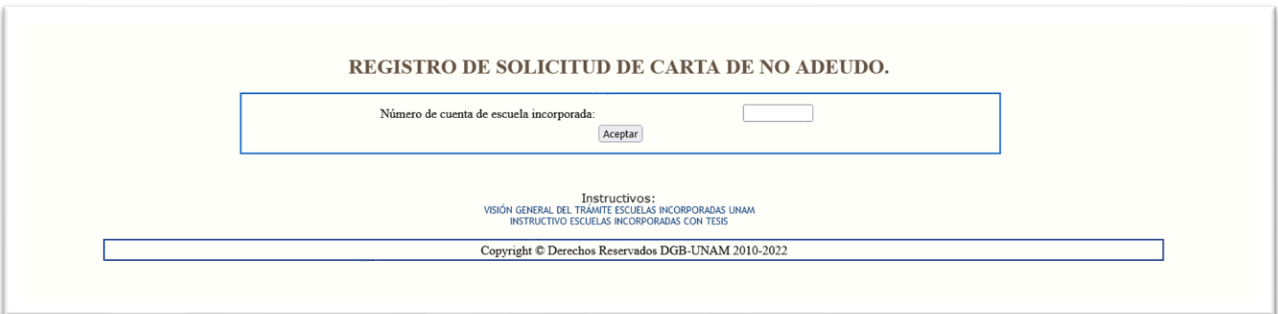 REGISTRO DE SOLICITUD DE CARTA DE NO ADEUDO.
Número de cuenta de escuela incorporada:
Aceptar
Instructivos:
VISIÓN GENERAL DEL TRÁMITE ESCUELAS INCORPORADAS UNAM
INSTRUCTIVO ESCUELAS INCORPORADAS CON TESIS
Copyright © Derechos Reservados DGB-UNAM 2010-2022